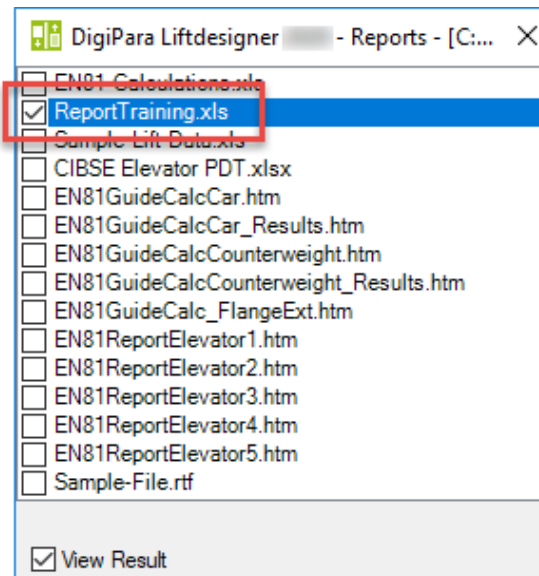 DigiPara Liftdesigner - Reports - [C:...
EN81-Calculations.xls
ReportTraining.xls
Sample-Lift-Data.xls
CIBSE Elevator PDT.xlsx
EN81GuideCalcCar.htm
EN81GuideCalcCar_Results.htm
EN81GuideCalcCounterweight.htm
EN81GuideCalcCounterweight_Results.htm
EN81GuideCalc_FlangeExt.htm
EN81ReportElevator1.htm
EN81ReportElevator2.htm
EN81ReportElevator3.htm
EN81ReportElevator4.htm
EN81ReportElevator5.htm
Sample-File.rtf
View Result